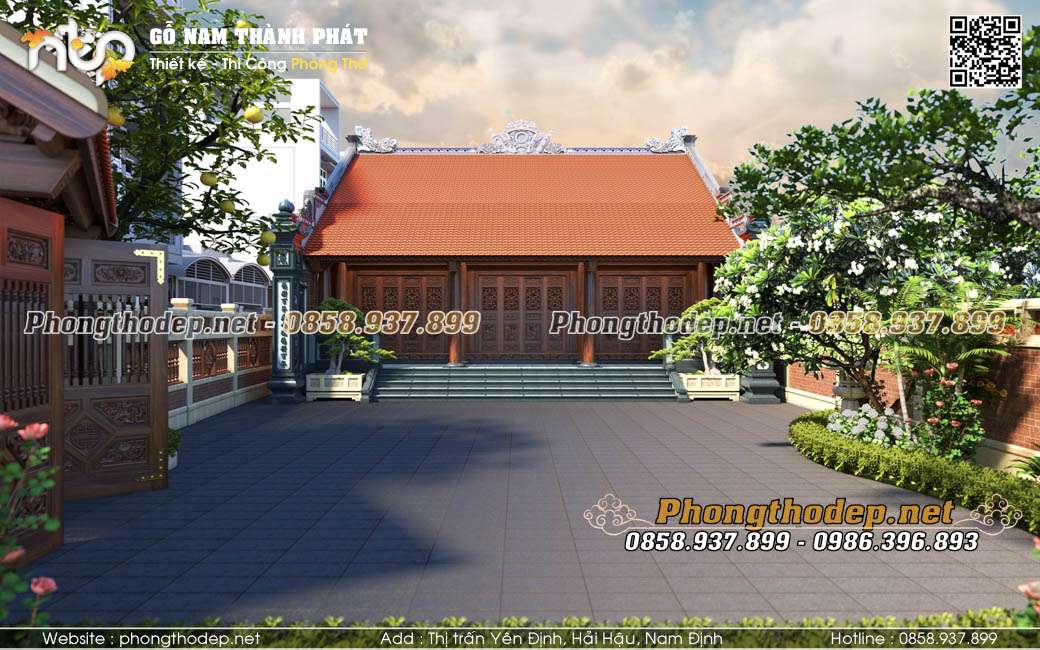 ntp
GỖ NAM THÀNH PHÁT
Thiết kế - Thi Công Phòng Thờ
Phongthodep.net - 0858.937.899
Phongthodep.net - 0858.937.899
Phongthodep.net
0858.937.899 - 0986.396.893
Website : phongthodep.net
Add : Thị trấn Yên Định, Hải Hậu, Nam Định
Hotline : 0858.937.899